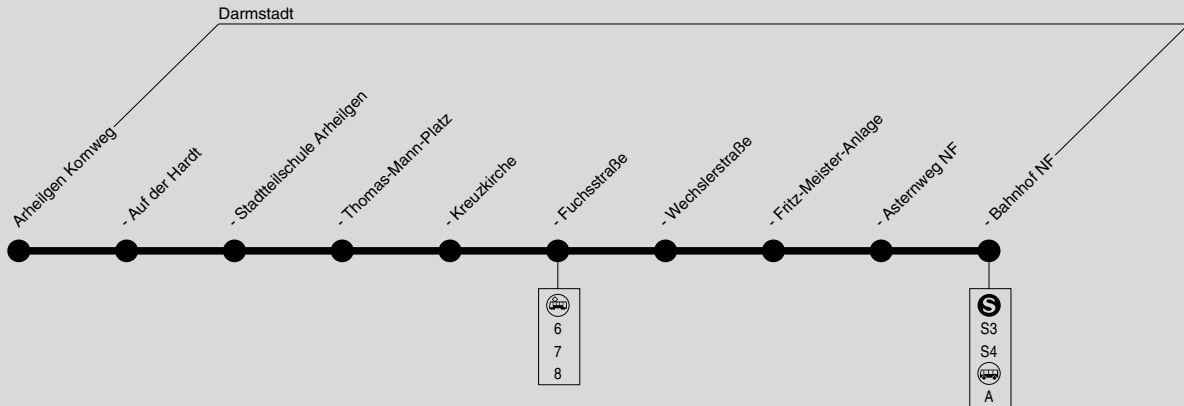 Darmstadt
Arheilgen Kornweg
- Auf der Hardt
- Stadtteilschule Arheilgen
- Thomas-Mann-Platz
- Kreuzkirche
- Fuchsstraße
- Wechslerstraße
- Fritz-Meister-Anlage
- Asternweg NF
- Bahnhof NF
6
7
8
S
S3
S4
A